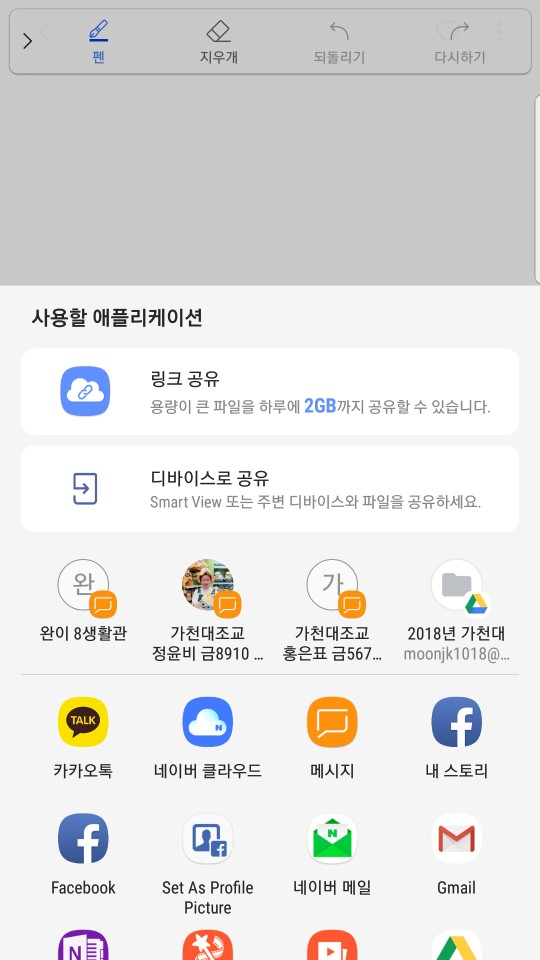 펜
지우개
되돌리기
다시하기
사용할 애플리케이션
링크 공유
용량이 큰 파일을 하루에 2GB까지 공유할 수 있습니다.
디바이스로 공유
Smart View 또는 주변 디바이스와 파일을 공유하세요.
완
가
완이 8생활관
가천대조교
정윤비 금8910 ...
가천대조교
홍은표 금567...
2018년 가천대
moonjk1018@...
TALK
N
카카오톡
네이버 클라우드
메시지
내 스토리
N
Facebook
Set As Profile
Picture
네이버 메일
Gmail
N